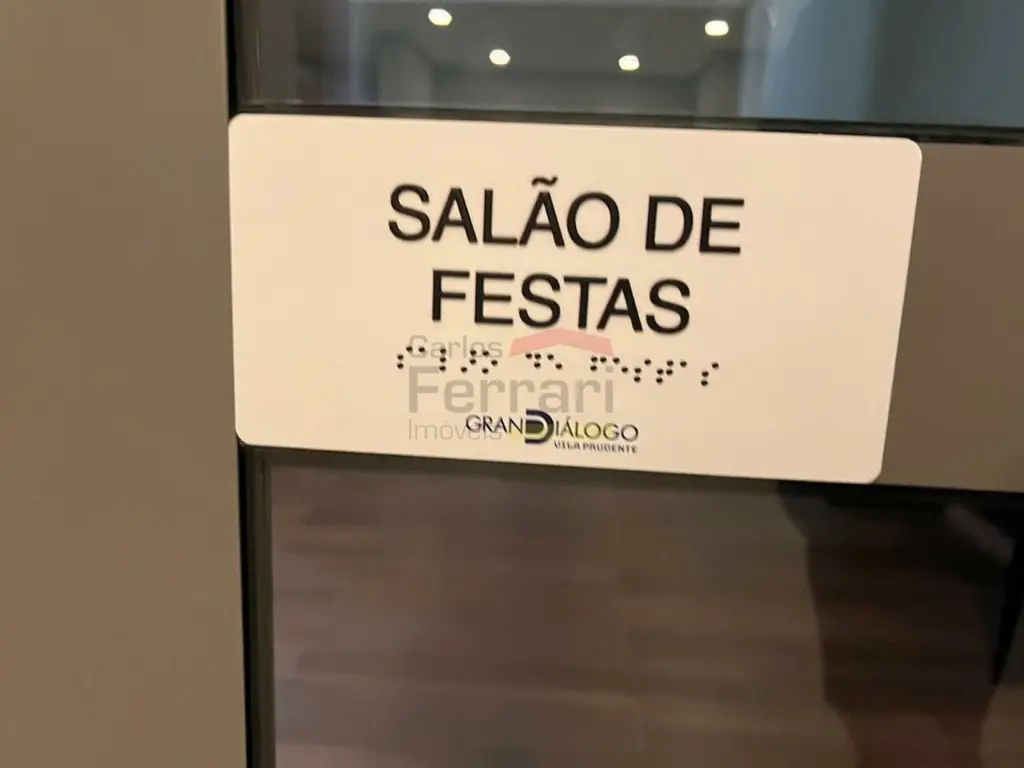 SALÃO DE
FESTAS
Carlos
Ferrari
Imóveis
GRANDIÁLOGO
VILA PRUDENTE